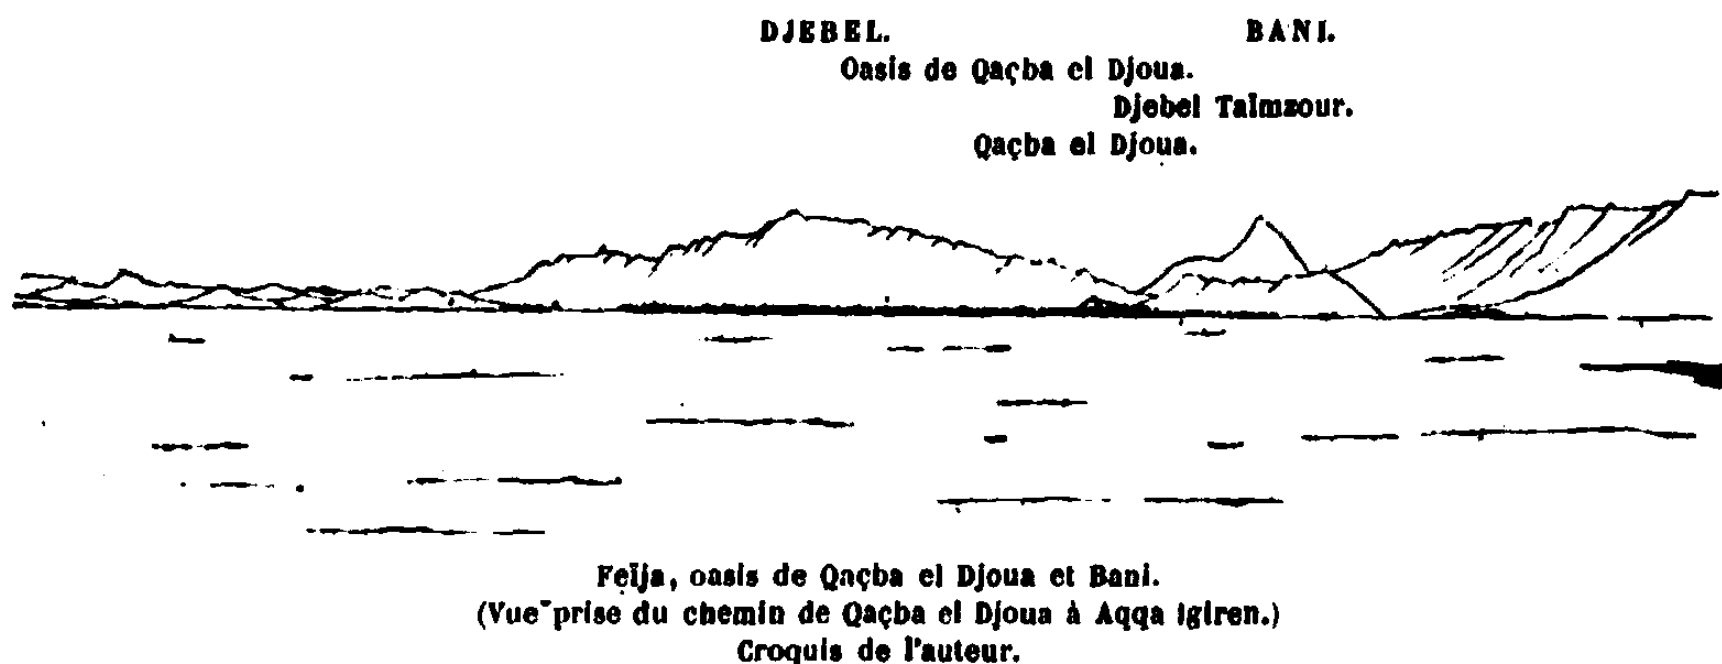 DJEBEL. BANI.
Oasis de Qaçba el Djoua.
Djebel Taïmzour.
Qaçba el Djoua.
Feïja, oasis de Qaçba el Djoua et Bani.
(Vue prise du chemin de Qaçba el Djoua à Aqqa Igiren.)
Croquis de l'auteur.